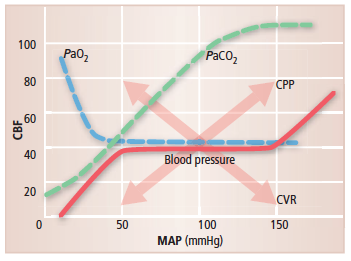 100
80
60
40
20
0
CBF
PaO2
PaCO2
CPP
Blood pressure
CVR
50
100
150
MAP (mmHg)